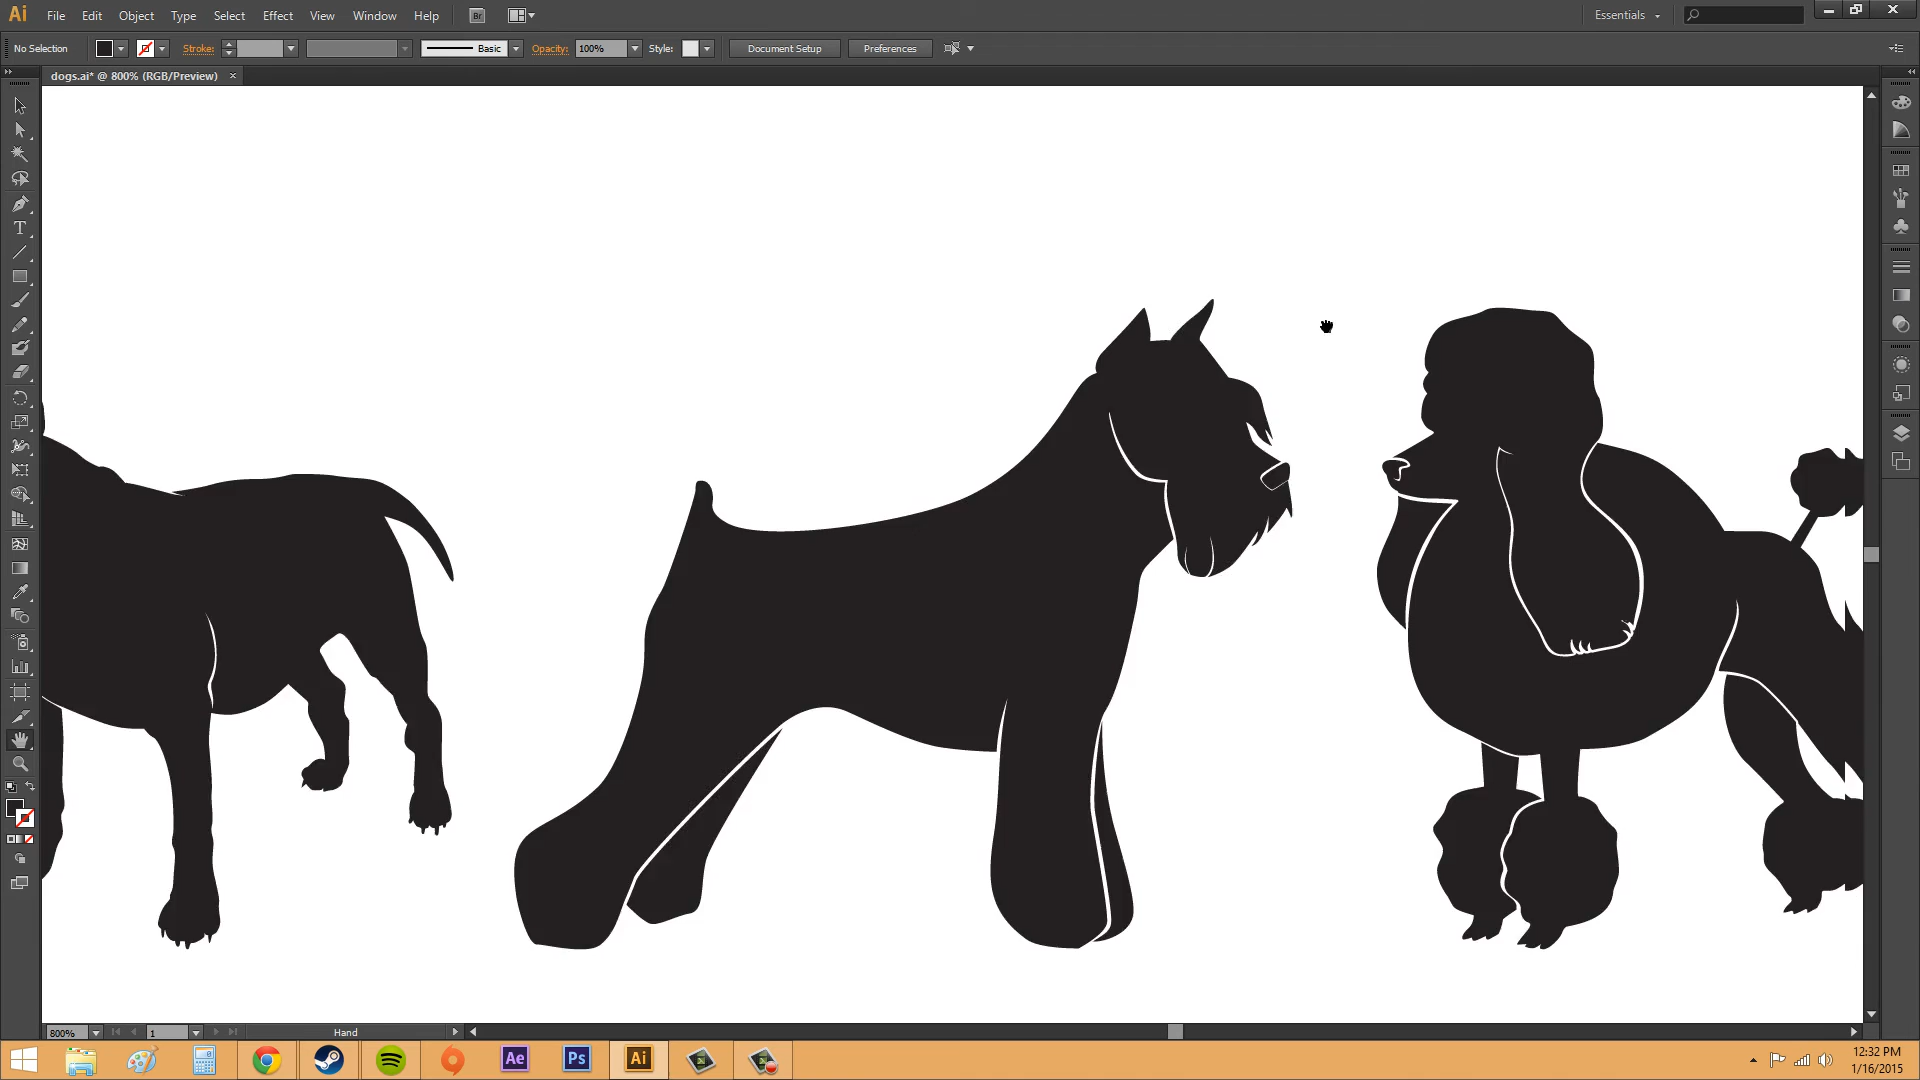 Ai File Edit Object Type Select Effect View Window Help Br Essentials
No Selection Stroke: Basic Opacity: 100% Style: Document Setup Preferences
dogs.ai* @ 800% (RGB/Preview)
T
800% 1 Hand
Ae Ps Ai 12:32 PM
1/16/2015